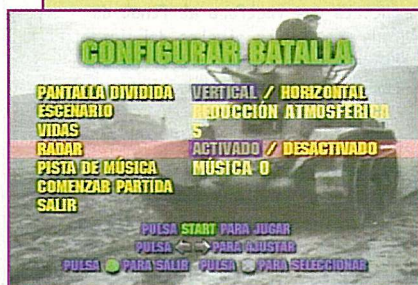 CONFIGURAR BATALLA
PANTALLA DIVIDIDA VERTICAL / HORIZONTAL
ESCENARIO REDUCCIÓN ATMOSFÉRICA
VIDAS 5
RADAR ACTIVADO / DESACTIVADO
PISTA DE MÚSICA MÚSICA 0
COMENZAR PARTIDA
SALIR
PULSA START PARA JUGAR
PULSA PARA AJUSTAR
PULSA PARA SALIR PULSA PARA SELECCIONAR